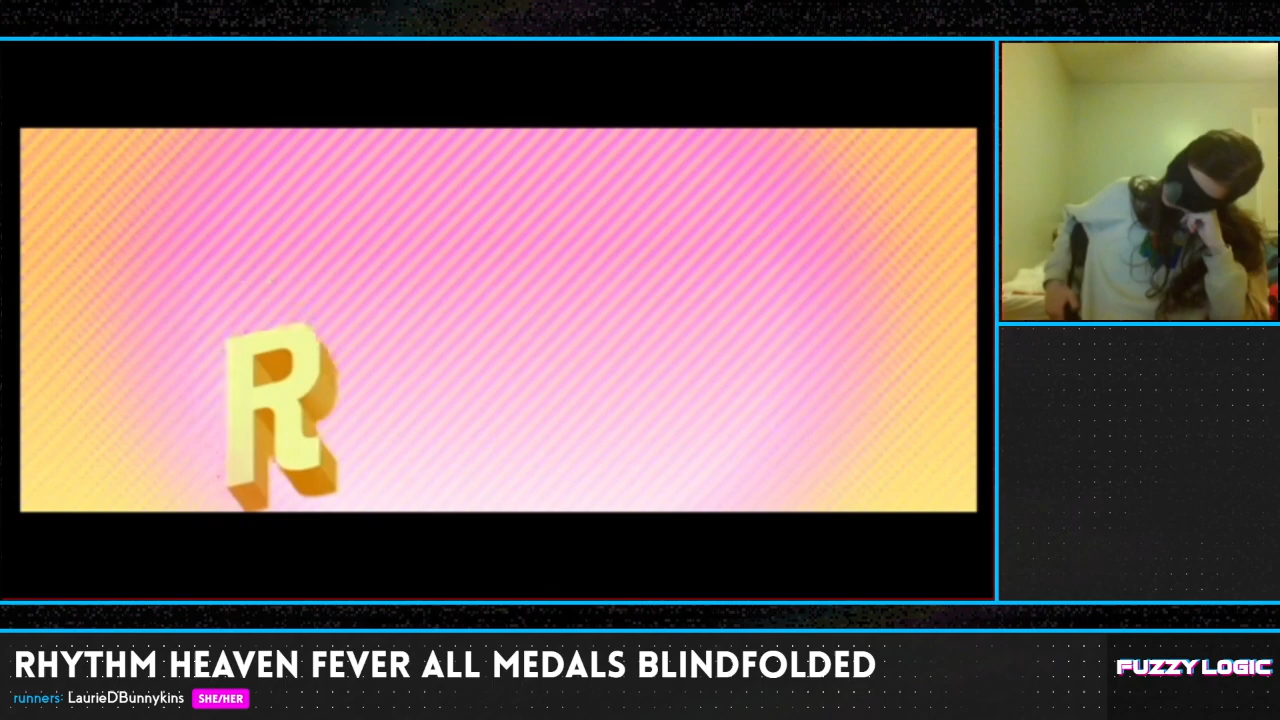 R
RHYTHM HEAVEN FEVER ALL MEDALS BLINDFOLDED
runners: LaurieDBunnykins SHE/HER
FUZZY LOGIC